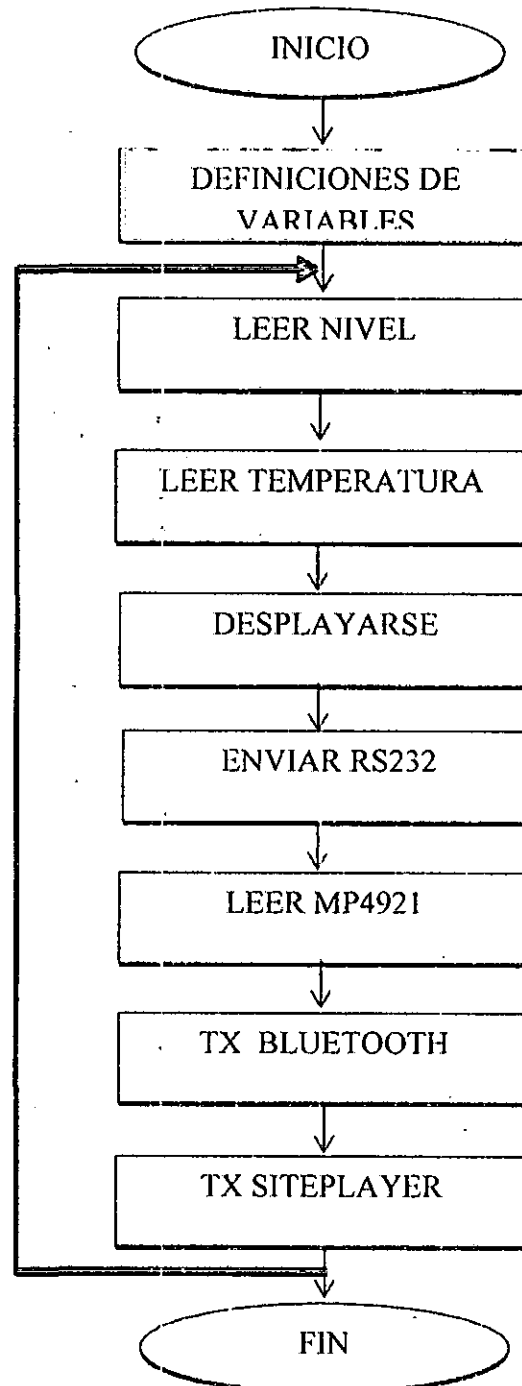 INICIO
DEFINICIONES DE
VARIABLES
LEER NIVEL
LEER TEMPERATURA
DESPLAYARSE
ENVIAR RS232
LEER MP4921
TX BLUETOOTH
TX SITEPLAYER
FIN